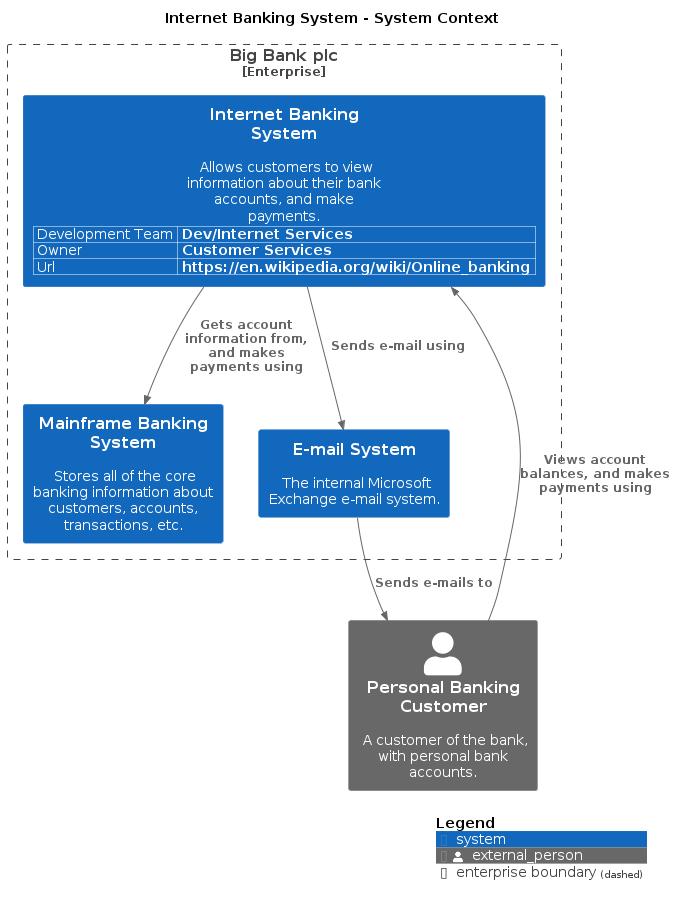 Internet Banking System - System Context
Big Bank plc
[Enterprise]
Internet Banking
System
Allows customers to view
information about their bank
accounts, and make
payments.
Development Team Dev/Internet Services
Owner Customer Services
Url https://en.wikipedia.org/wiki/Online_banking
Gets account
information from,
and makes
payments using
Sends e-mail using
Mainframe Banking
System
Stores all of the core
banking information about
customers, accounts,
transactions, etc.
E-mail System
The internal Microsoft
Exchange e-mail system.
Views account
balances, and makes
payments using
Sends e-mails to
Personal Banking
Customer
A customer of the bank,
with personal bank
accounts.
Legend
system
external_person
enterprise boundary (dashed)